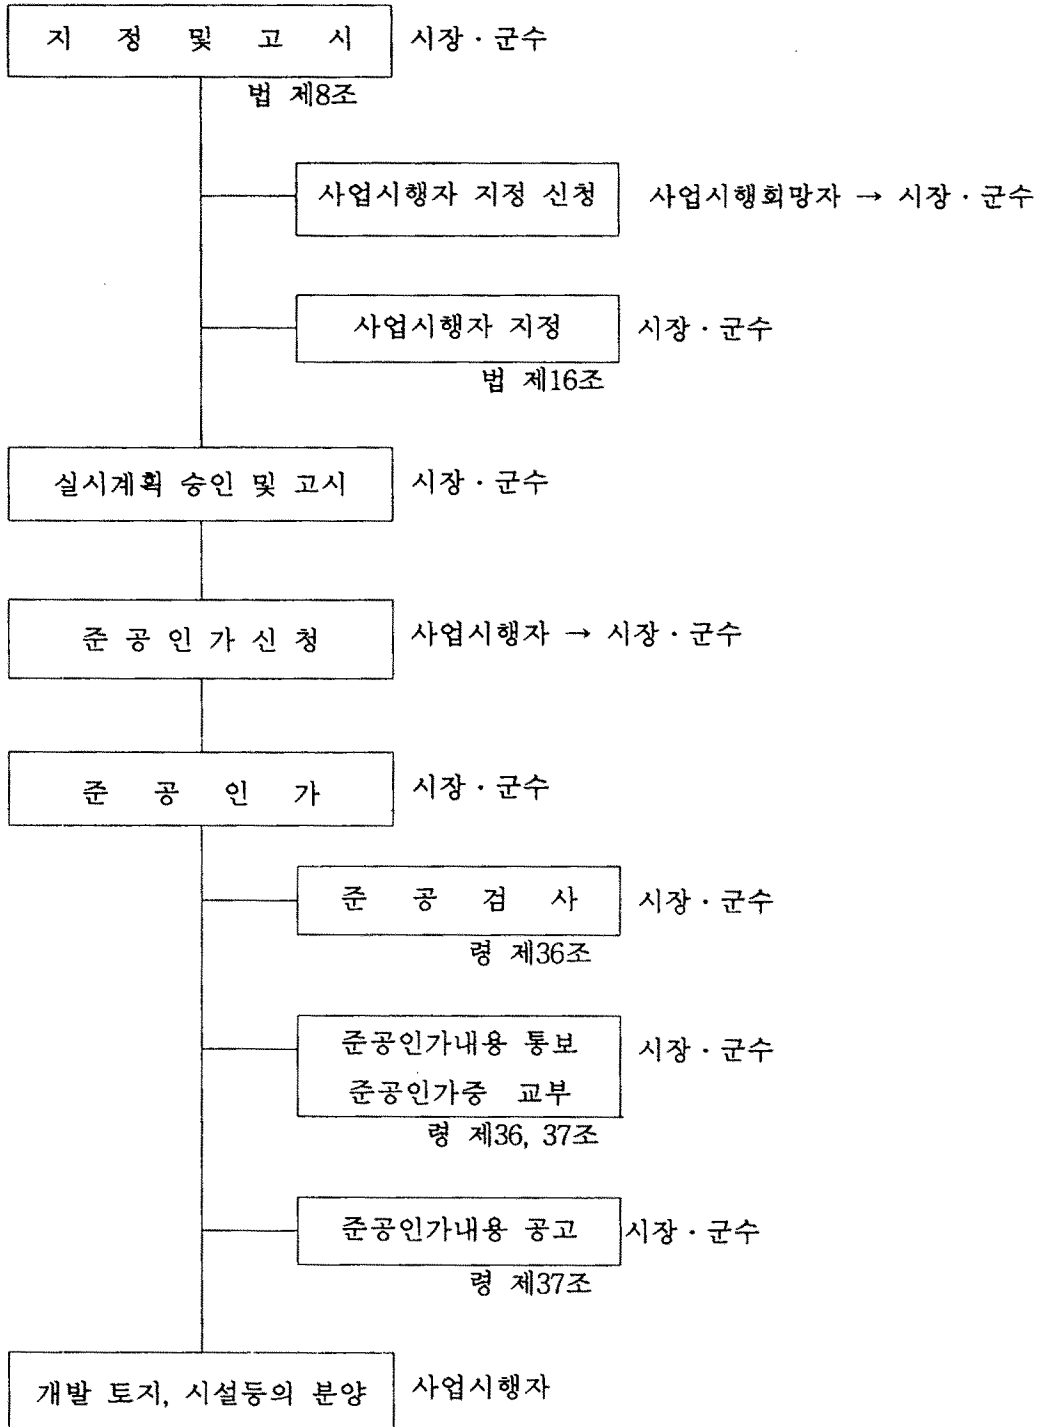 지 정 및 고 시 시장·군수
법 제8조
사업시행자 지정 신청 사업시행희망자 → 시장·군수
사업시행자 지정 시장·군수
법 제16조
실시계획 승인 및 고시 시장·군수
준 공 인 가 신 청 사업시행자 → 시장·군수
준 공 인 가 시장·군수
준 공 검 사 시장·군수
령 제36조
준공인가내용 통보 시장·군수
준공인가증 교부
령 제36, 37조
준공인가내용 공고 시장·군수
령 제37조
개발 토지, 시설등의 분양 사업시행자